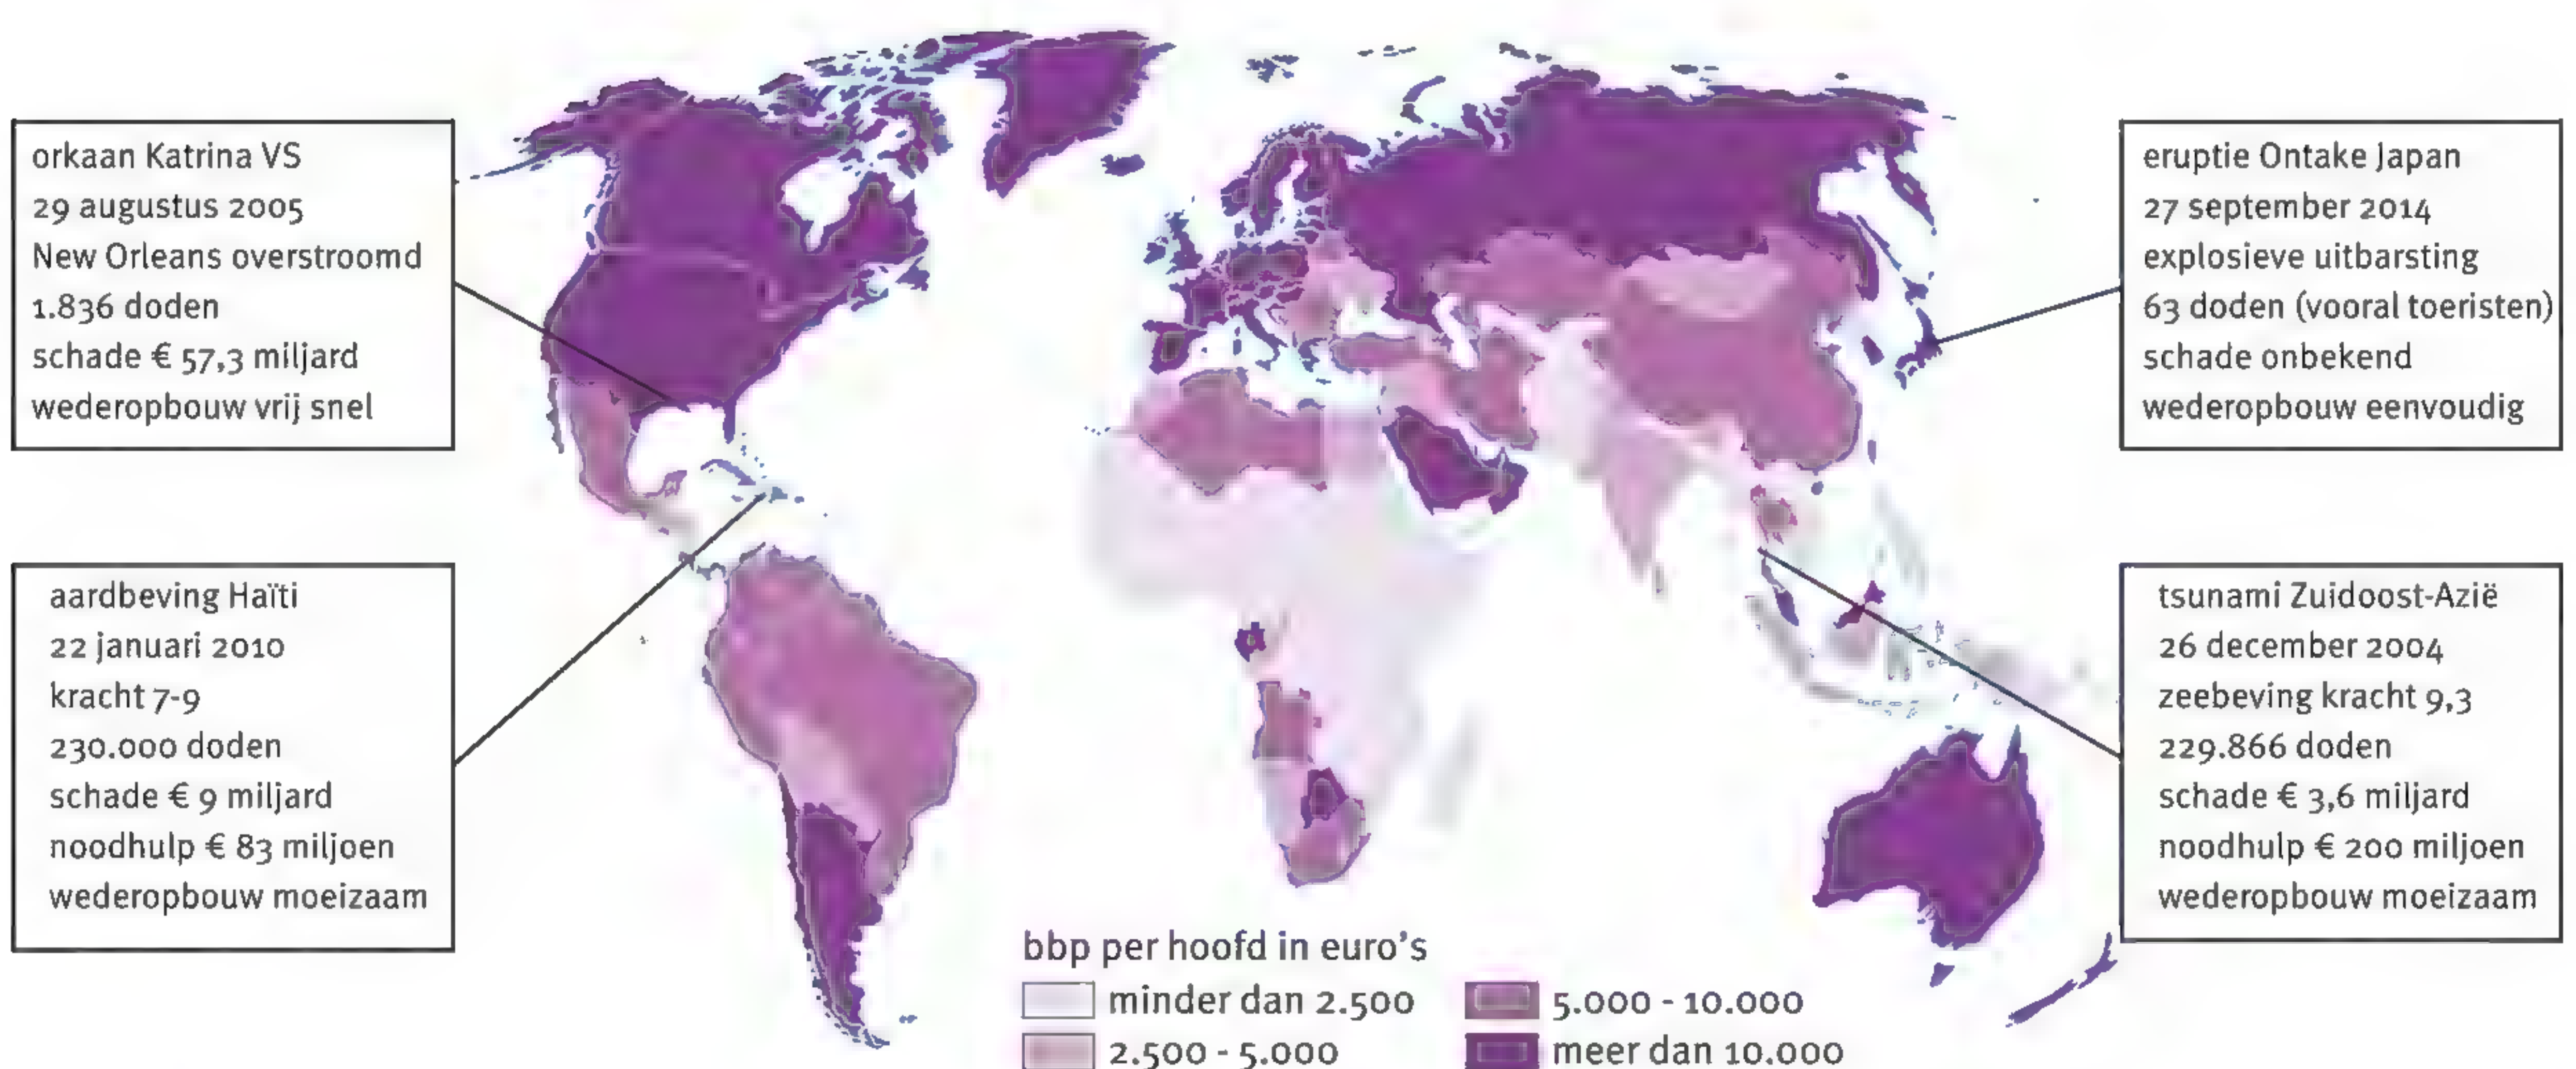 orkaan Katrina VS
29 augustus 2005
New Orleans overstroomd
1.836 doden
schade € 57,3 miljard
wederopbouw vrij snel
eruptie Ontake Japan
27 september 2014
explosieve uitbarsting
63 doden (vooral toeristen)
schade onbekend
wederopbouw eenvoudig
aardbeving Haïti
22 januari 2010
kracht 7-9
230.000 doden
schade € 9 miljard
noodhulp € 83 miljoen
wederopbouw moeizaam
tsunami Zuidoost-Azië
26 december 2004
zeebeving kracht 9,3
229.866 doden
schade € 3,6 miljard
noodhulp € 200 miljoen
wederopbouw moeizaam
bbp per hoofd in euro's
minder dan 2.500
5.000 - 10.000
2.500 - 5.000
meer dan 10.000